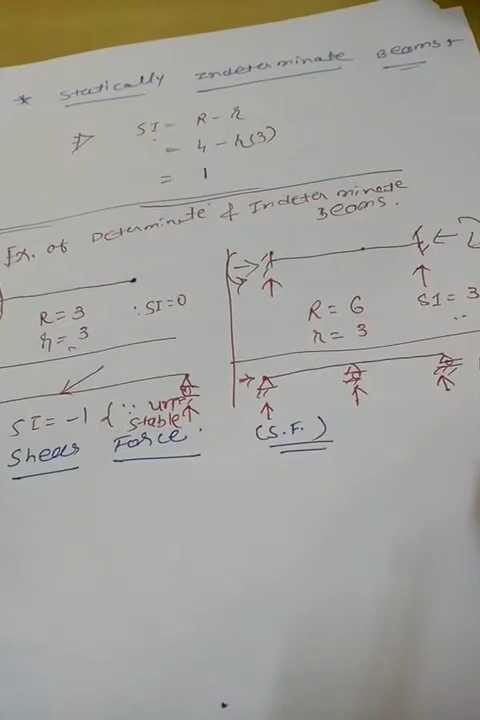 * Statically Indeterminate Beams :
⇒ SI = R - r
= 4 - r(3)
= 1
Ex. of Determinate & Indeterminate
Beams.
R = 3
r = 3
∴ SI = 0
R = 6
r = 3
SI = 3
SI = -1 { ∵ unstable
Shear Force (S.F.)